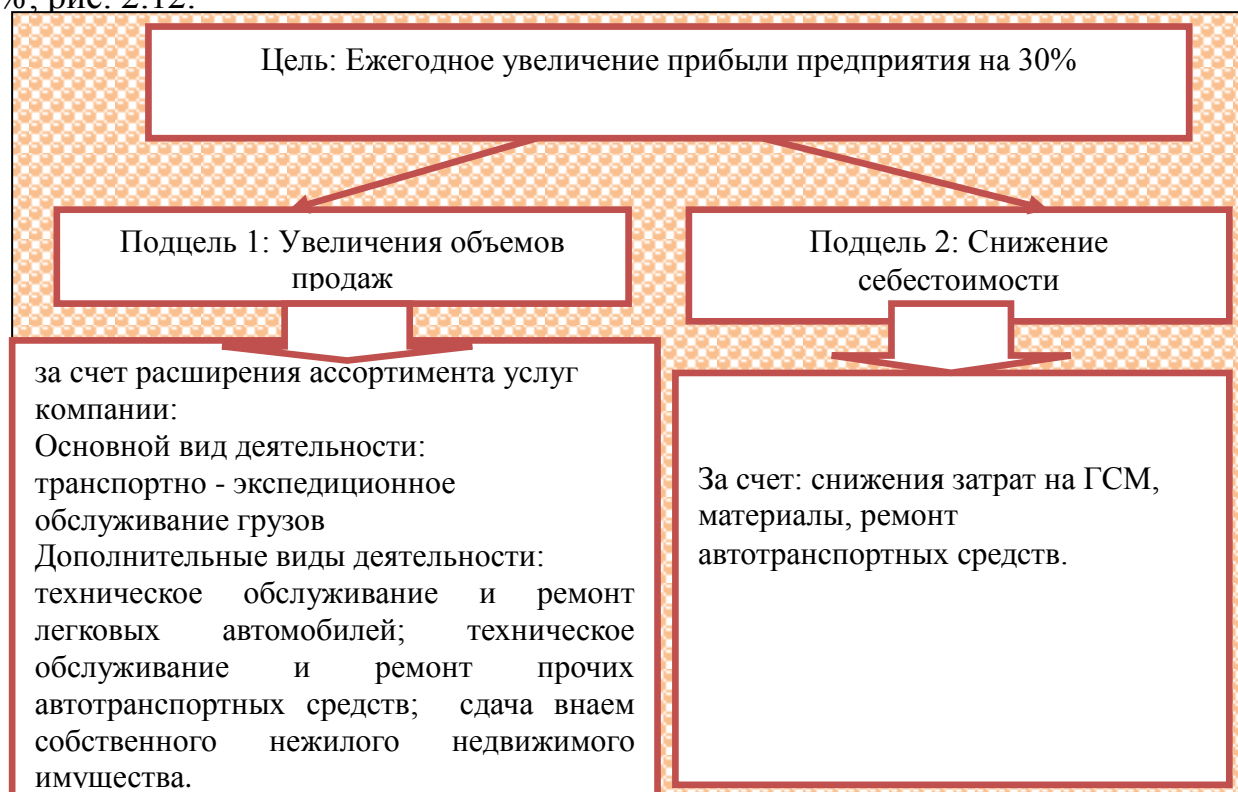 %, рис. 2.12.
Цель: Ежегодное увеличение прибыли предприятия на 30%
Подцель 1: Увеличения объемов
продаж
Подцель 2: Снижение
себестоимости
за счет расширения ассортимента услуг
компании:
Основной вид деятельности:
транспортно - экспедиционное
обслуживание грузов
Дополнительные виды деятельности:
техническое обслуживание и ремонт
легковых автомобилей; техническое
обслуживание и ремонт прочих
автотранспортных средств; сдача внаем
собственного нежилого недвижимого
имущества.
За счет: снижения затрат на ГСМ,
материалы, ремонт
автотранспортных средств.